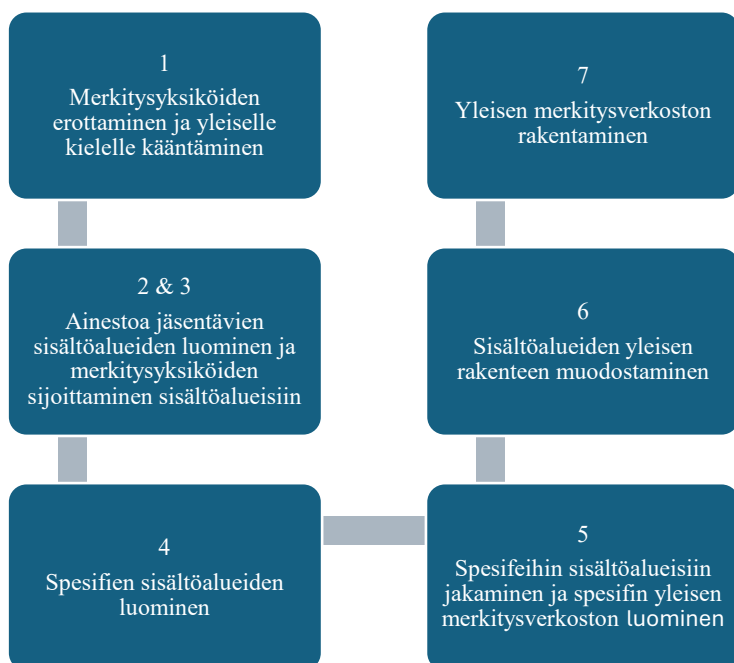 1
Merkitysyksiköiden
erottaminen ja yleiselle
kielelle kääntäminen
2 & 3
Ainestoa jäsentävien
sisältöalueiden luominen ja
merkitysyksiköiden
sijoittaminen sisältöalueisiin
4
Spesifien sisältöalueiden
luominen
5
Spesifeihin sisältöalueisiin
jakaminen ja spesifin yleisen
merkitysverkoston luominen
6
Sisältöalueiden yleisen
rakenteen muodostaminen
7
Yleisen merkitysverkoston
rakentaminen